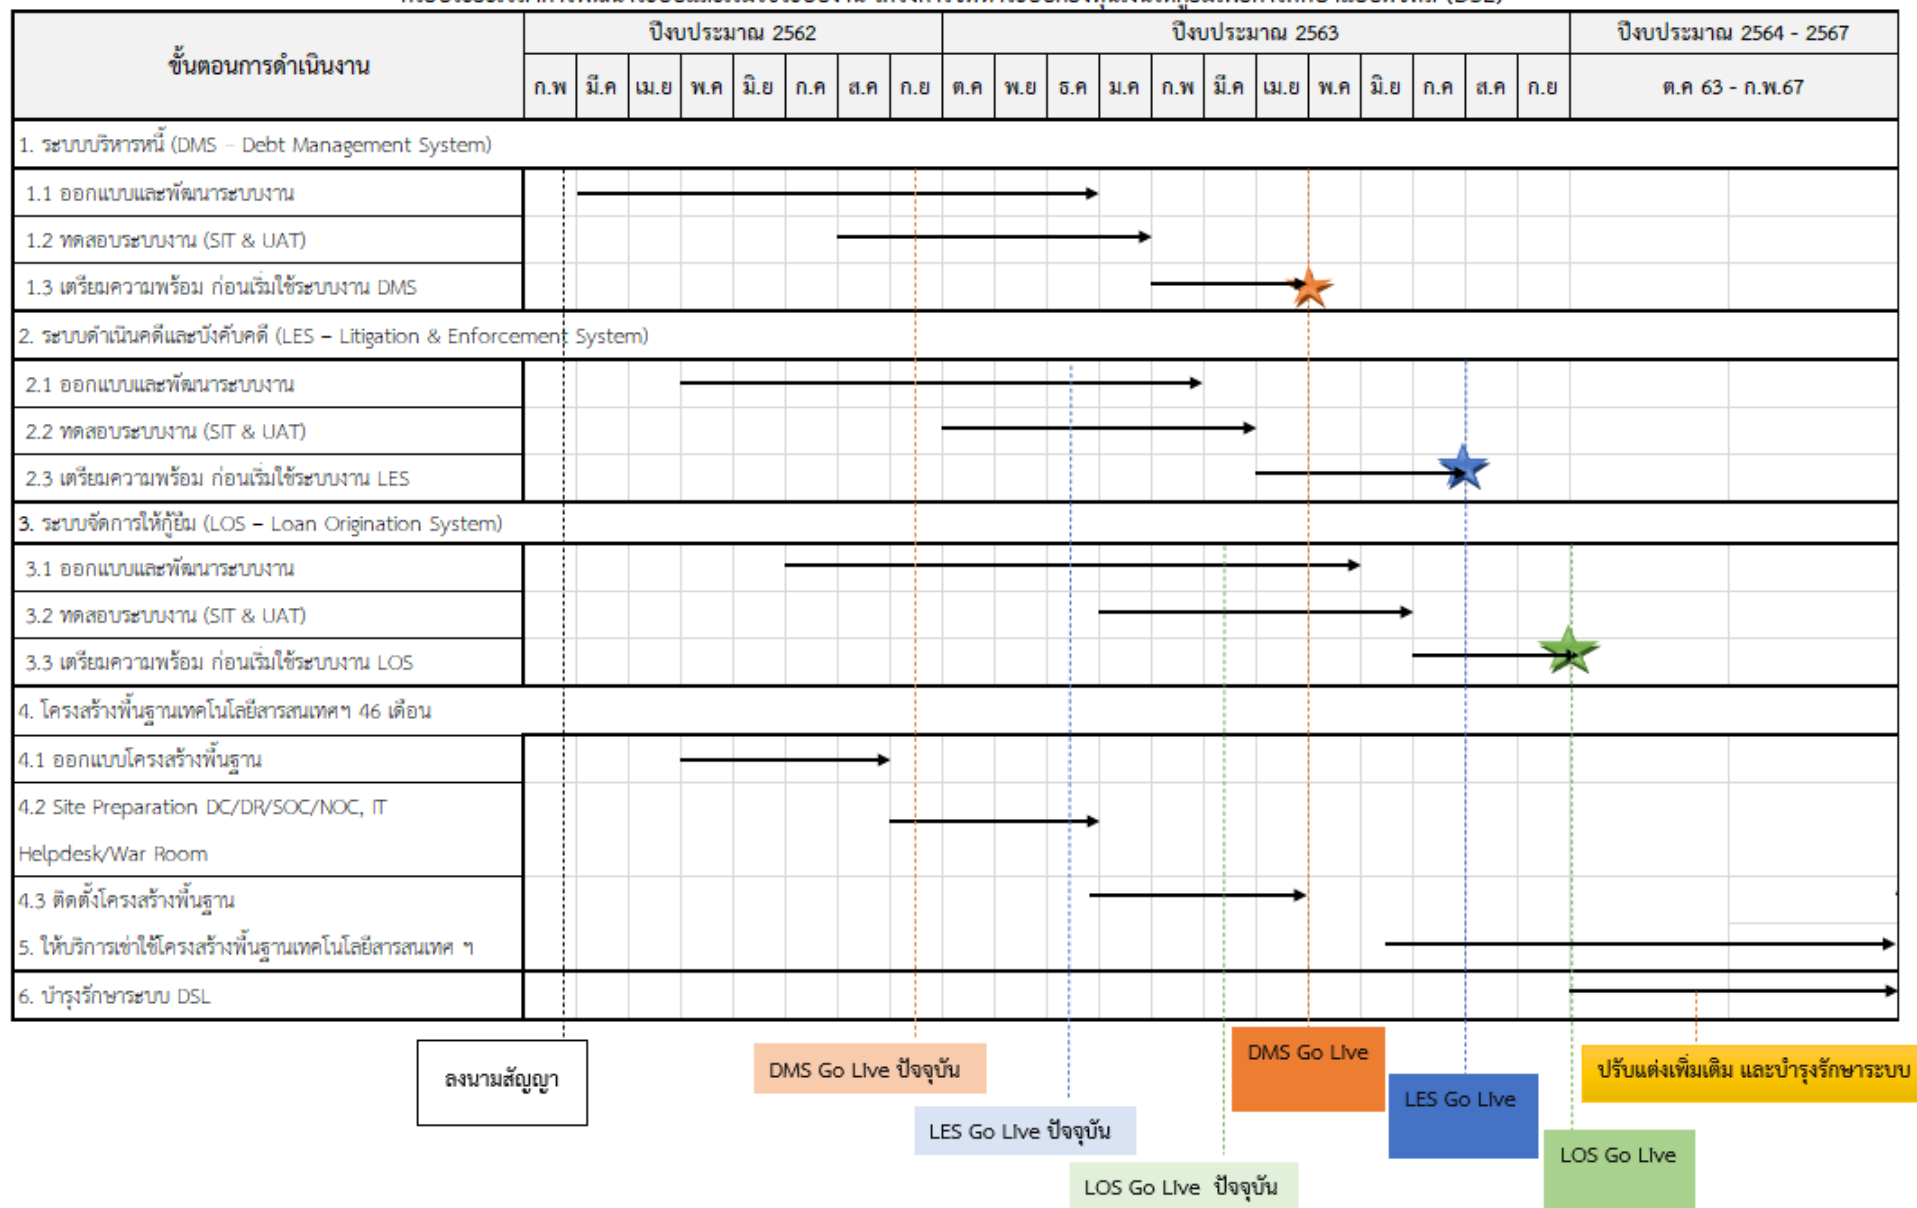 (DSL)
ขั้นตอนการดำเนินงาน
ปีงบประมาณ 2562
ปีงบประมาณ 2563
ปีงบประมาณ 2564 - 2567
ก.พ มี.ค เม.ย พ.ค มิ.ย ก.ค ส.ค ก.ย ต.ค พ.ย ธ.ค ม.ค ก.พ มี.ค เม.ย พ.ค มิ.ย ก.ค ส.ค ก.ย ต.ค 63 - ก.พ.67
1. ระบบบริหารหนี้ (DMS – Debt Management System)
1.1 ออกแบบและพัฒนาระบบงาน
1.2 ทดสอบระบบงาน (SIT & UAT)
1.3 เตรียมความพร้อม ก่อนเริ่มใช้ระบบงาน DMS
2. ระบบดำเนินคดีและบังคับคดี (LES – Litigation & Enforcement System)
2.1 ออกแบบและพัฒนาระบบงาน
2.2 ทดสอบระบบงาน (SIT & UAT)
2.3 เตรียมความพร้อม ก่อนเริ่มใช้ระบบงาน LES
3. ระบบจัดการให้กู้ยืม (LOS – Loan Origination System)
3.1 ออกแบบและพัฒนาระบบงาน
3.2 ทดสอบระบบงาน (SIT & UAT)
3.3 เตรียมความพร้อม ก่อนเริ่มใช้ระบบงาน LOS
4. โครงสร้างพื้นฐานเทคโนโลยีสารสนเทศฯ 46 เดือน
4.1 ออกแบบโครงสร้างพื้นฐาน
4.2 Site Preparation DC/DR/SOC/NOC, IT
Helpdesk/War Room
4.3 ติดตั้งโครงสร้างพื้นฐาน
5. ให้บริการเช่าใช้โครงสร้างพื้นฐานเทคโนโลยีสารสนเทศ ฯ
6. บำรุงรักษาระบบ DSL
ลงนามสัญญา
DMS Go Live ปัจจุบัน
LES Go Live ปัจจุบัน
LOS Go Live ปัจจุบัน
DMS Go Live
LES Go Live
LOS Go Live
ปรับแต่งเพิ่มเติม และบำรุงรักษาระบบ